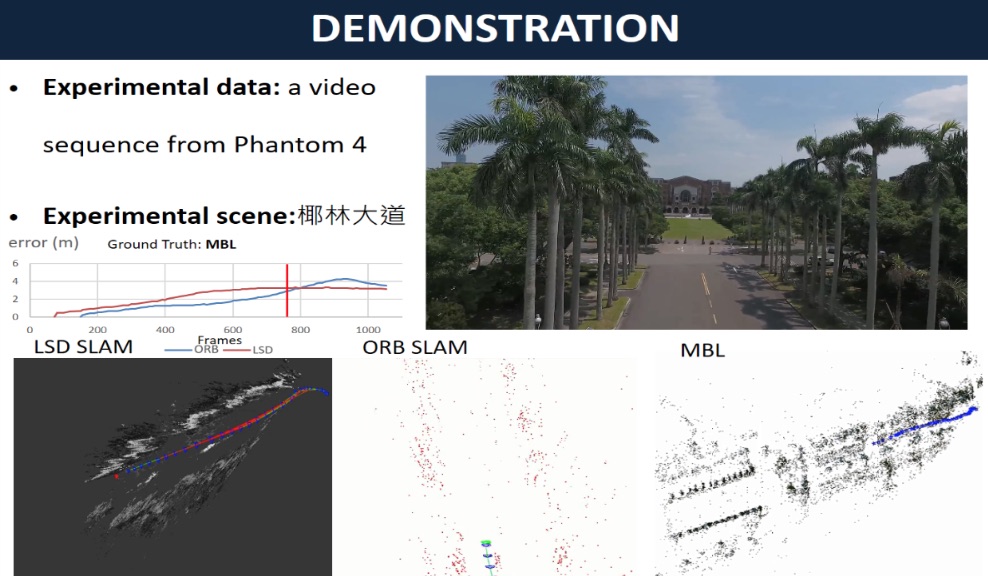 DEMONSTRATION
• Experimental data: a video
sequence from Phantom 4
• Experimental scene:椰林大道
error (m) Ground Truth: MBL
6
4
2
0
0 200 400 600 800 1000
Frames
ORB LSD
LSD SLAM
ORB SLAM
MBL